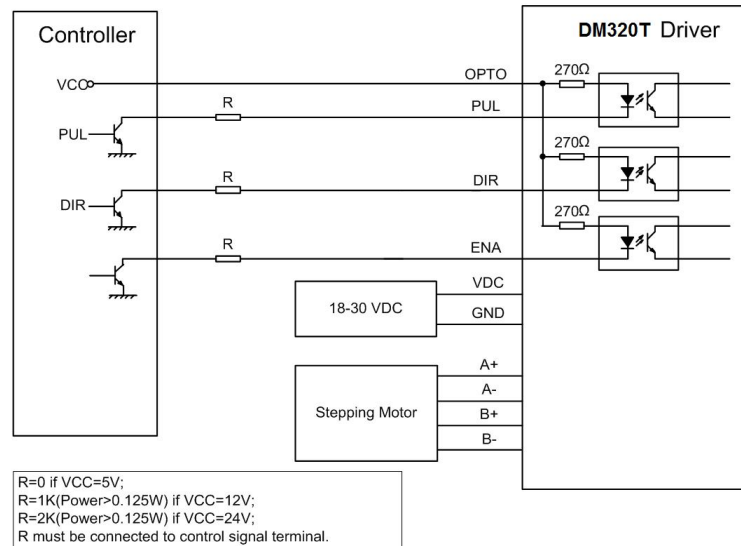 Controller
DM320T Driver
VCC
OPTO
270Ω
R
PUL
PUL
270Ω
R
DIR
DIR
270Ω
R
ENA
VDC
18-30 VDC
GND
A+
A-
Stepping Motor
B+
B-
R=0 if VCC=5V;
R=1K(Power>0.125W) if VCC=12V;
R=2K(Power>0.125W) if VCC=24V;
R must be connected to control signal terminal.